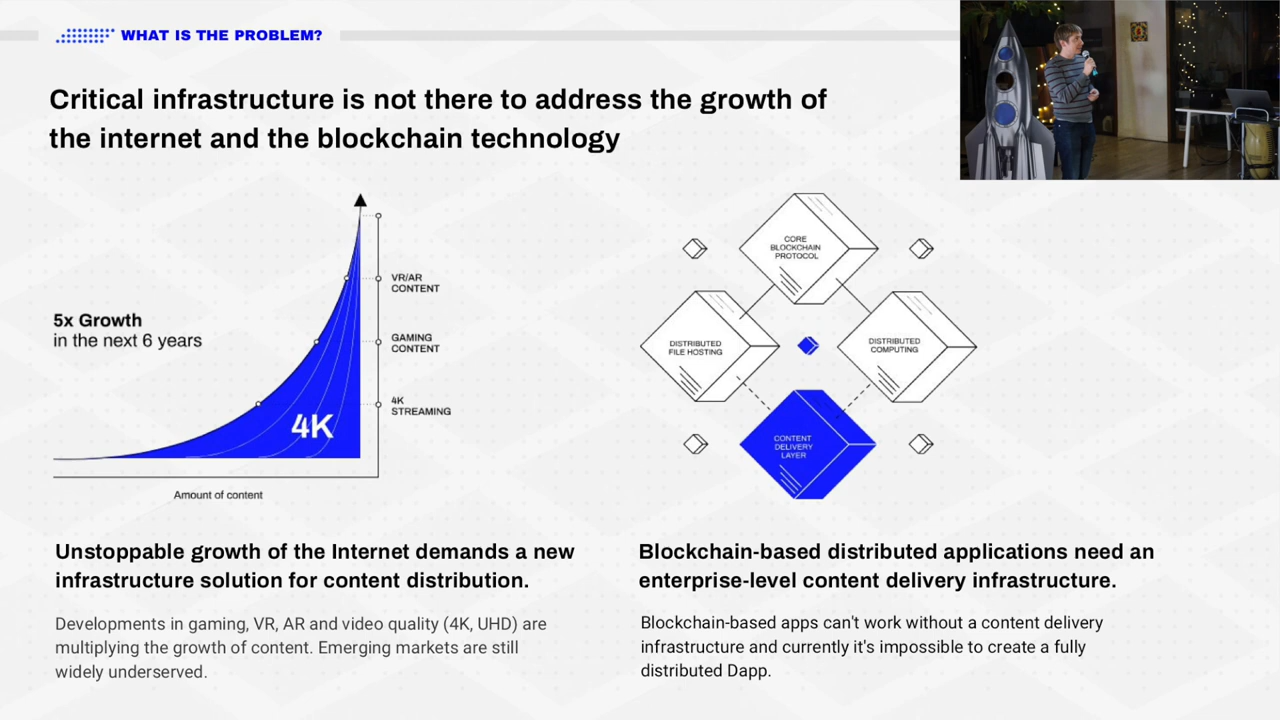 WHAT IS THE PROBLEM?
Critical infrastructure is not there to address the growth of
the internet and the blockchain technology
5x Growth
in the next 6 years
VR/AR
CONTENT
GAMING
CONTENT
4K
STREAMING
4K
Amount of content
CORE
BLOCKCHAIN
PROTOCOL
DISTRIBUTED
FILE HOSTING
DISTRIBUTED
COMPUTING
CONTENT
DELIVERY
LAYER
Unstoppable growth of the Internet demands a new
infrastructure solution for content distribution.
Developments in gaming, VR, AR and video quality (4K, UHD) are
multiplying the growth of content. Emerging markets are still
widely underserved.
Blockchain-based distributed applications need an
enterprise-level content delivery infrastructure.
Blockchain-based apps can't work without a content delivery
infrastructure and currently it's impossible to create a fully
distributed Dapp.